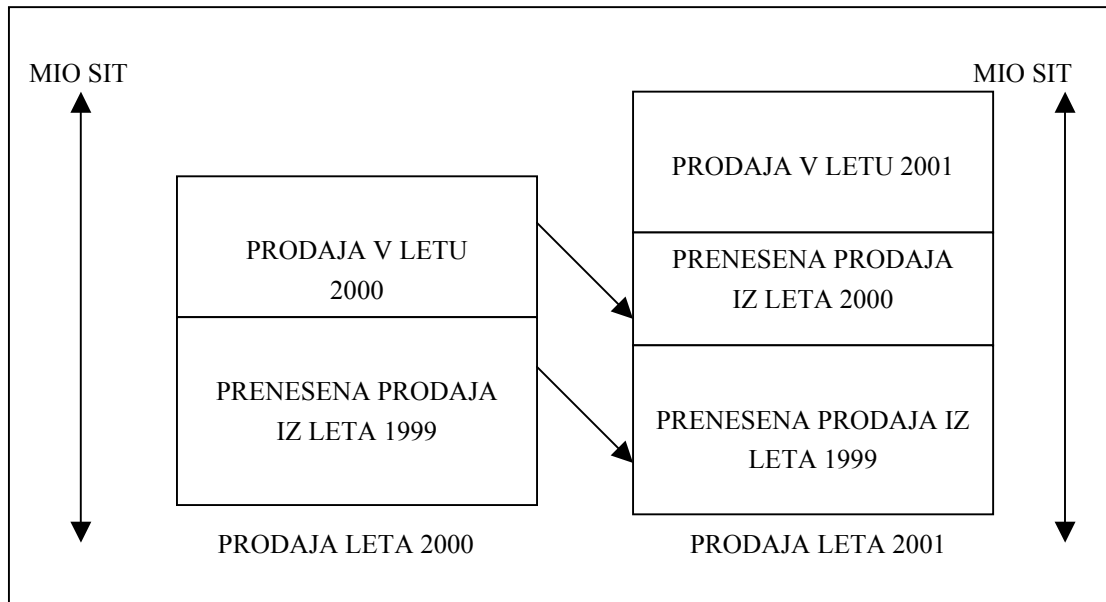 MIO SIT
MIO SIT
PRODAJA V LETU 2001
PRODAJA V LETU
2000
PRENESENA PRODAJA
IZ LETA 2000
PRENESENA PRODAJA
IZ LETA 1999
PRENESENA PRODAJA IZ
LETA 1999
PRODAJA LETA 2000
PRODAJA LETA 2001